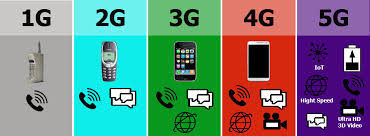 1G 2G 3G 4G 5G
IoT
Hight Speed
Ultra HD
3D Video